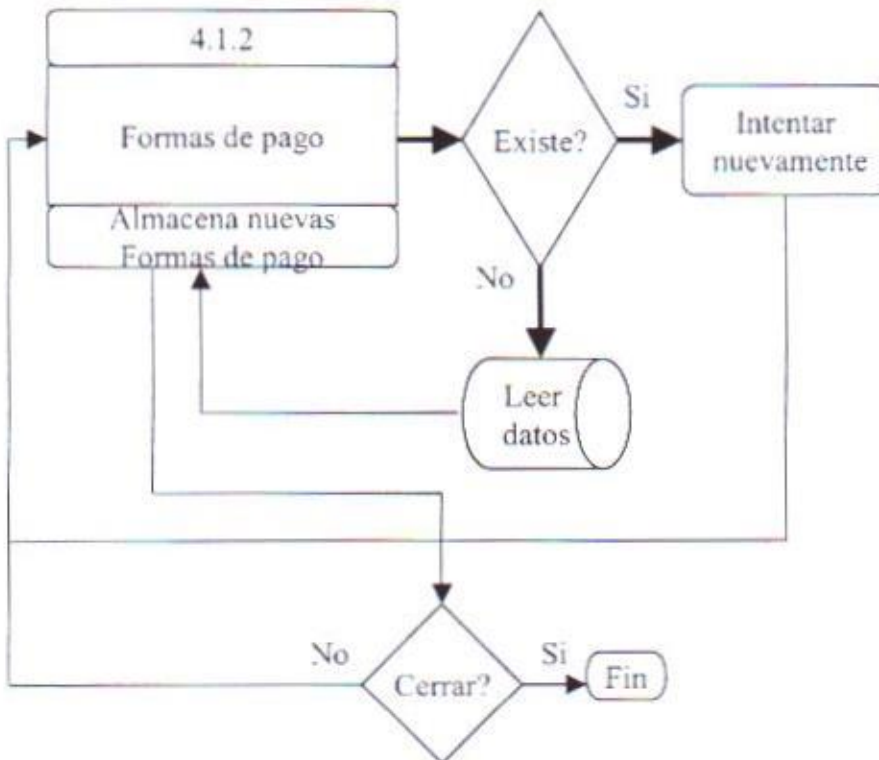 4.1.2
Formas de pago
Almacena nuevas
Formas de pago
Existe?
Si
Intentar
nuevamente
No
Leer
datos
No
Cerrar?
Si
Fin